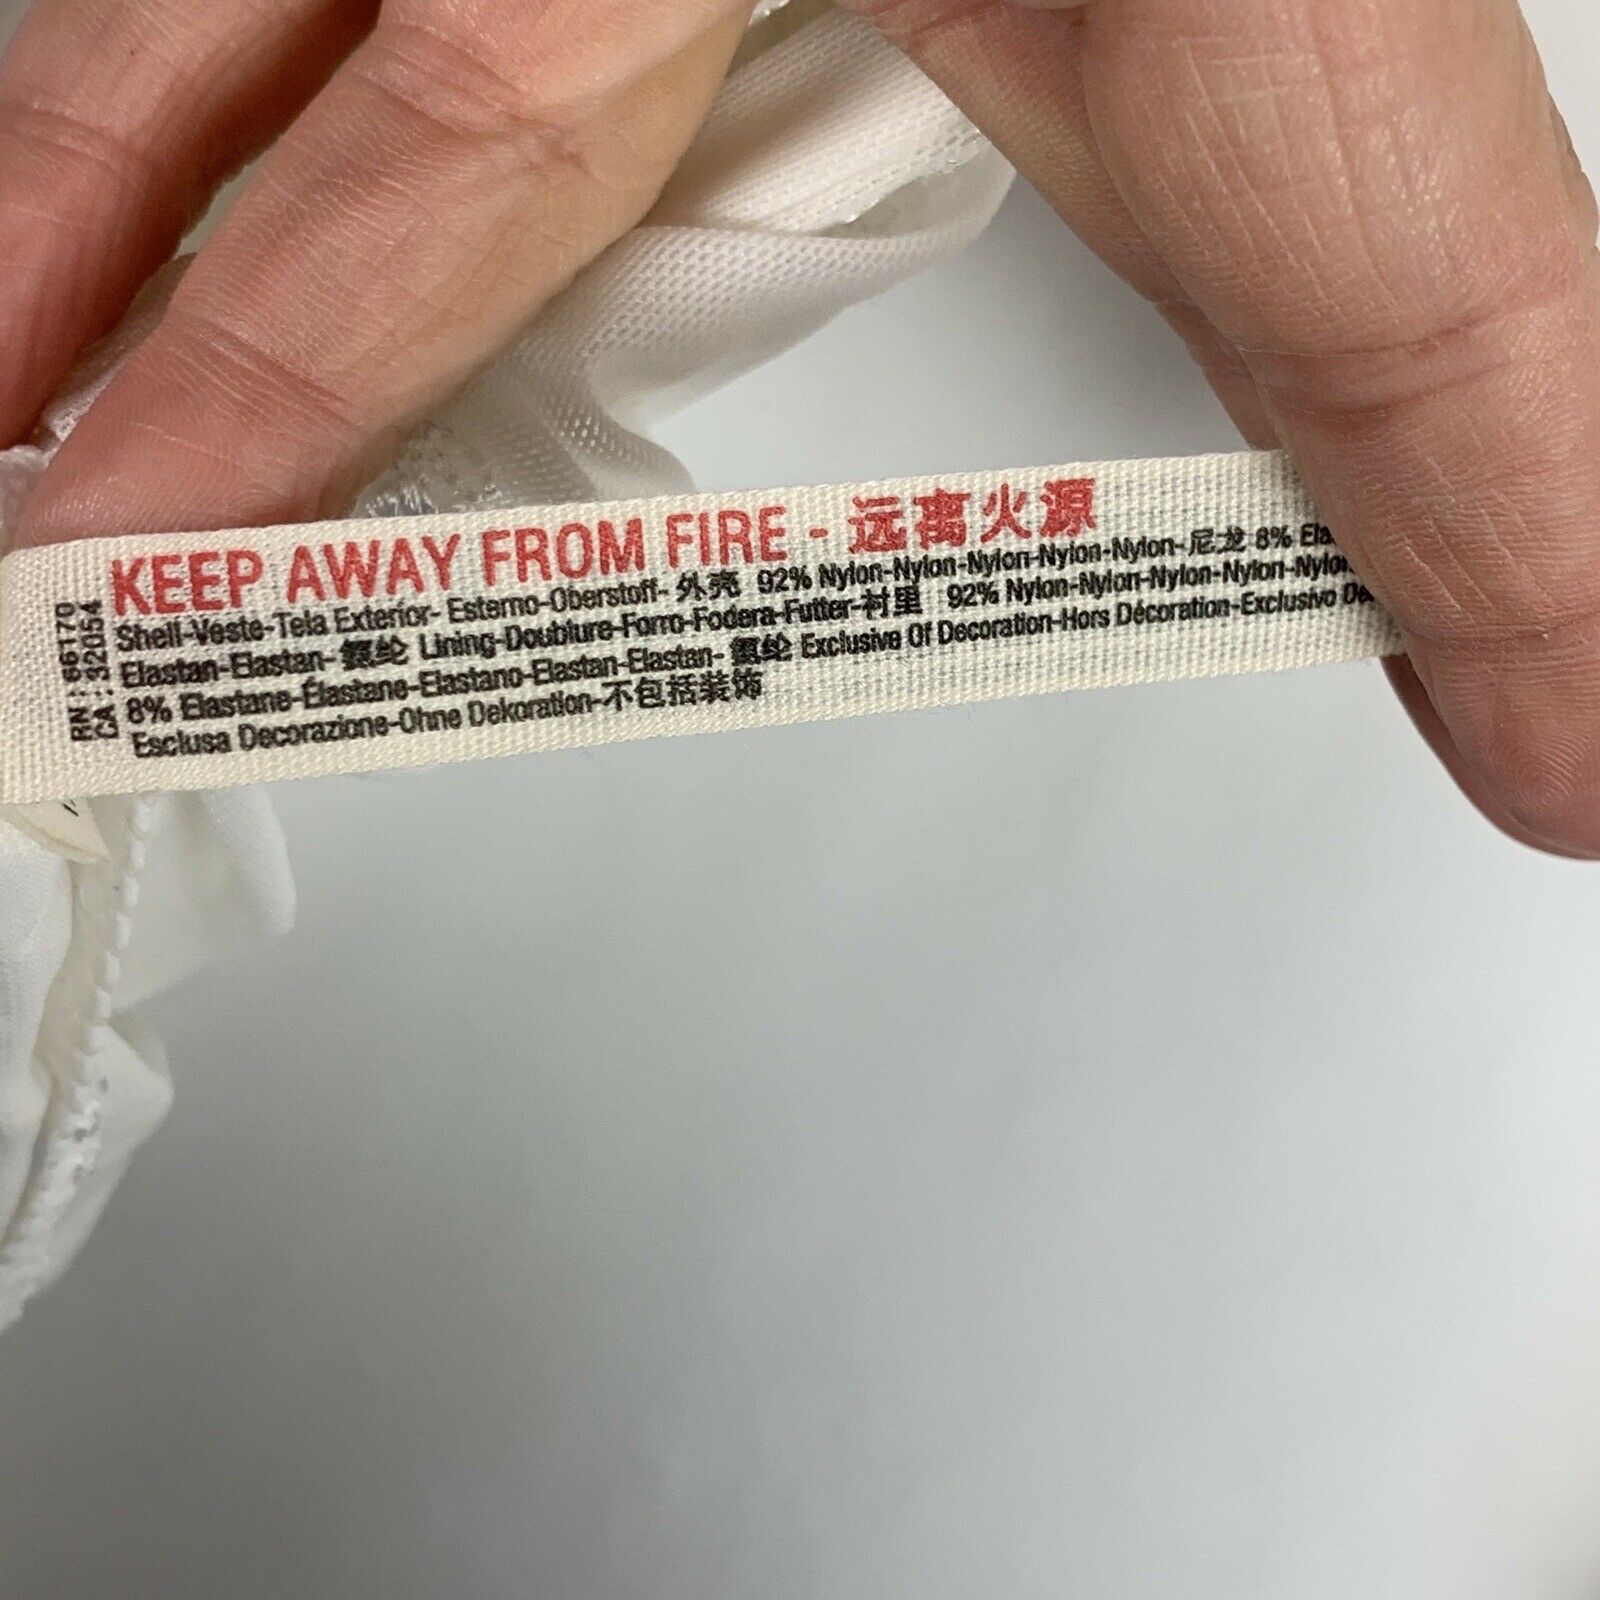 KEEP AWAY FROM FIRE - 远离火源
Shell-Veste-Tela Exterior- Esterno-Oberstoff- 外壳 92% Nylon-Nylon-Nylon-Nylon-Nylon-尼龙 8%
Elastan-Elastan- 氨纶 Lining-Doublure-Forro-Fodera-Futter-衬里 92% Nylon-Nylon-Nylon-Nylon-Nylon
8% Elastane-Élastane-Elastano-Elastan-Elastan- 氨纶 Exclusive Of Decoration-Hors Décoration-Exclusivo
Esclusa Decorazione-Ohne Dekoration-不包括装饰
RN: 66170
CA: 32054